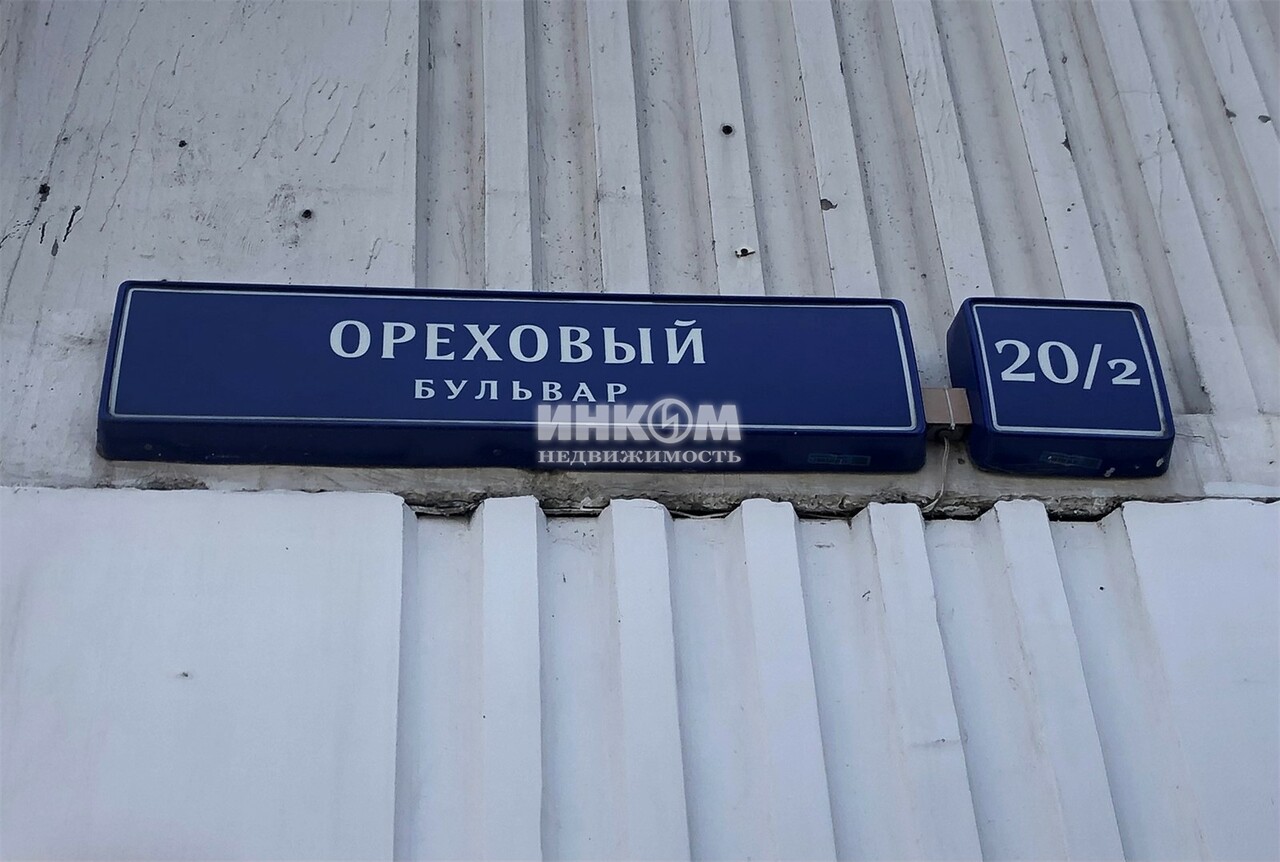 ОРЕХОВЫЙ
БУЛЬВАР
20/2
ИНКОМ
НЕДВИЖИМОСТЬ